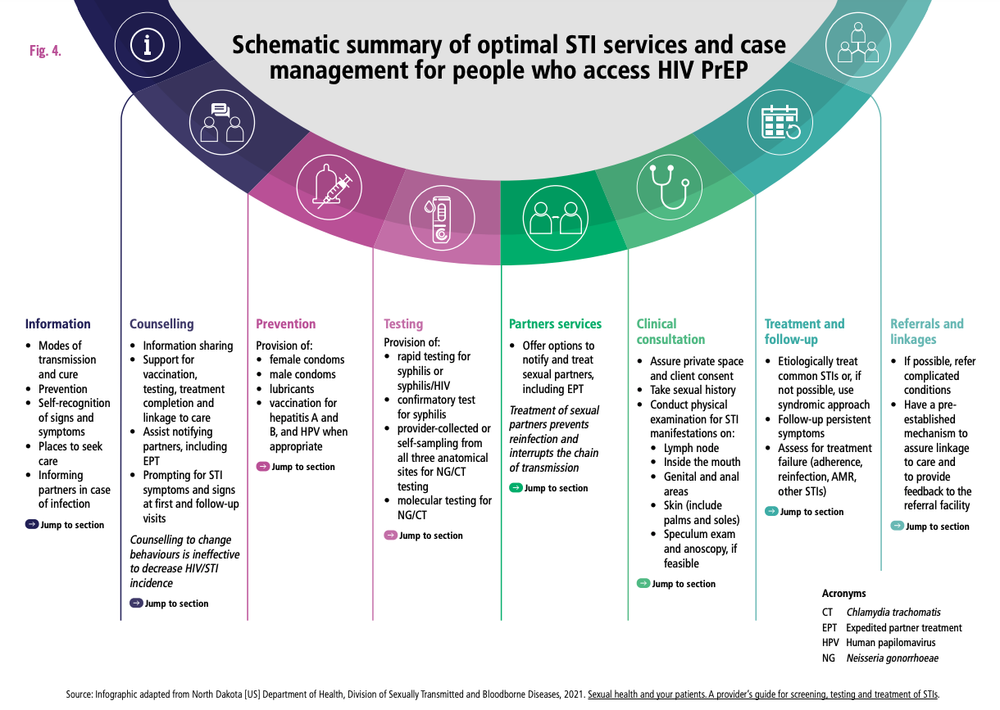 Fig. 4.
Schematic summary of optimal STI services and case
management for people who access HIV PrEP
Information
• Modes of
transmission
and cure
• Prevention
• Self-recognition
of signs and
symptoms
• Places to seek
care
• Informing
partners in case
of infection
Jump to section
Counselling
• Information sharing
• Support for
vaccination,
testing, treatment
completion and
linkage to care
• Assist notifying
partners, including
EPT
• Prompting for STI
symptoms and signs
at first and follow-up
visits
Counselling to change
behaviours is ineffective
to decrease HIV/STI
incidence
Jump to section
Prevention
Provision of:
• female condoms
• male condoms
• lubricants
• vaccination for
hepatitis A and
B, and HPV when
appropriate
Jump to section
Testing
Provision of:
• rapid testing for
syphilis or
syphilis/HIV
• confirmatory test
for syphilis
• provider-collected or
self-sampling from
all three anatomical
sites for NG/CT
testing
• molecular testing for
NG/CT
Jump to section
Partners services
• Offer options to
notify and treat
sexual partners,
including EPT
Treatment of sexual
partners prevents
reinfection and
interrupts the chain
of transmission
Jump to section
Clinical
consultation
• Assure private space
and client consent
• Take sexual history
• Conduct physical
examination for STI
manifestations on:
• Lymph node
• Inside the mouth
• Genital and anal
areas
• Skin (include
palms and soles)
• Speculum exam
and anoscopy, if
feasible
Jump to section
Treatment and
follow-up
• Etiologically treat
common STIs or, if
not possible, use
syndromic approach
• Follow-up persistent
symptoms
• Assess for treatment
failure (adherence,
reinfection, AMR,
other STIs)
Jump to section
Referrals and
linkages
• If possible, refer
complicated
conditions
• Have a pre-
established
mechanism to
assure linkage
to care and
to provide
feedback to the
referral facility
Jump to section
Acronyms
CT Chlamydia trachomatis
EPT Expedited partner treatment
HPV Human papilomavirus
NG Neisseria gonorrhoeae
Source: Infographic adapted from North Dakota [US] Department of Health, Division of Sexually Transmitted and Bloodborne Diseases, 2021. Sexual health and your patients. A provider's guide for screening, testing and treatment of STIs.